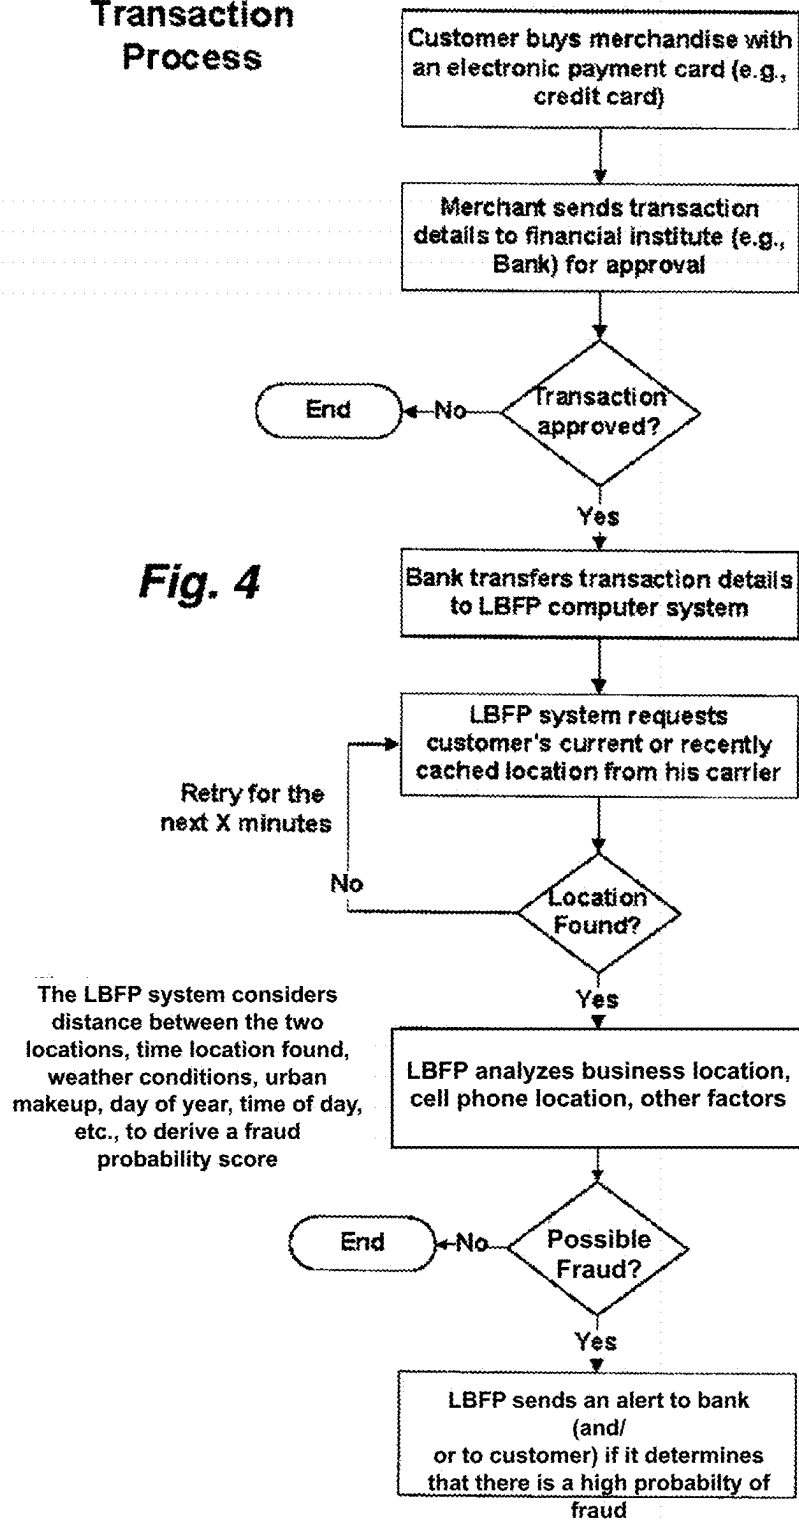 Transaction
Process
Customer buys merchandise with
an electronic payment card (e.g.,
credit card)
Merchant sends transaction
details to financial institute (e.g.,
Bank) for approval
Transaction
approved?
No
End
Yes
Fig. 4
Bank transfers transaction details
to LBFP computer system
LBFP system requests
customer's current or recently
cached location from his carrier
Retry for the
next X minutes
No
Location
Found?
Yes
The LBFP system considers
distance between the two
locations, time location found,
weather conditions, urban
makeup, day of year, time of day,
etc., to derive a fraud
probability score
LBFP analyzes business location,
cell phone location, other factors
Possible
Fraud?
No
End
Yes
LBFP sends an alert to bank
(and/
or to customer) if it determines
that there is a high probabilty of
fraud